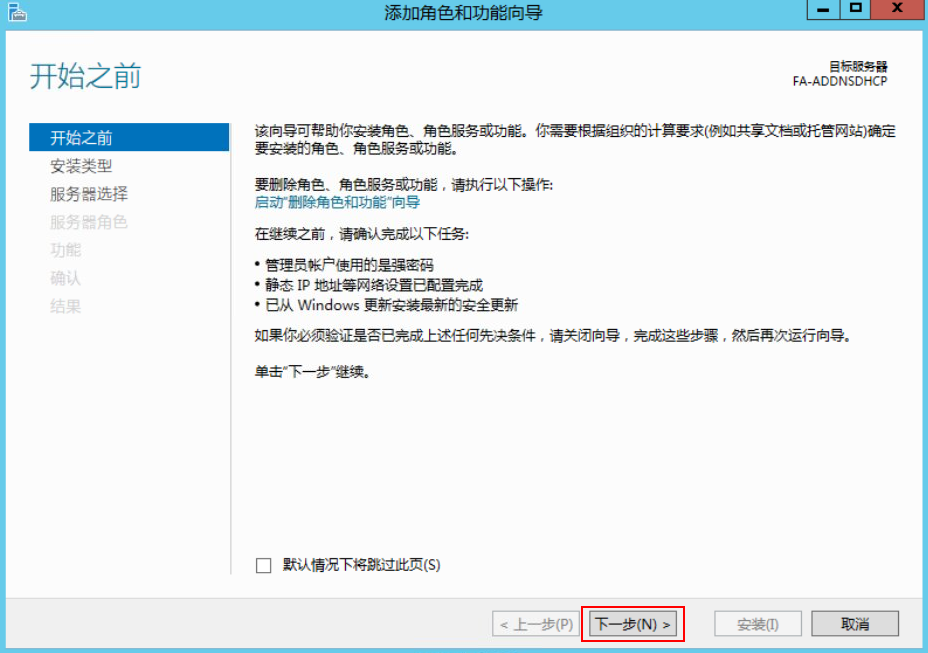 添加角色和功能向导
开始之前
目标服务器
FA-ADDNSDHCP
开始之前
安装类型
服务器选择
服务器角色
功能
确认
结果
该向导可帮助你安装角色、角色服务或功能。你需要根据组织的计算要求(例如共享文档或托管网站)确定
要安装的角色、角色服务或功能。
要删除角色、角色服务或功能，请执行以下操作:
启动"删除角色和功能"向导
在继续之前，请确认完成以下任务:
• 管理员帐户使用的是强密码
• 静态 IP 地址等网络设置已配置完成
• 已从 Windows 更新安装最新的安全更新
如果你必须验证是否已完成上述任何先决条件，请关闭向导，完成这些步骤，然后再次运行向导。
单击"下一步"继续。
默认情况下将跳过此页(S)
< 上一步(P)
下一步(N) >
安装(I)
取消